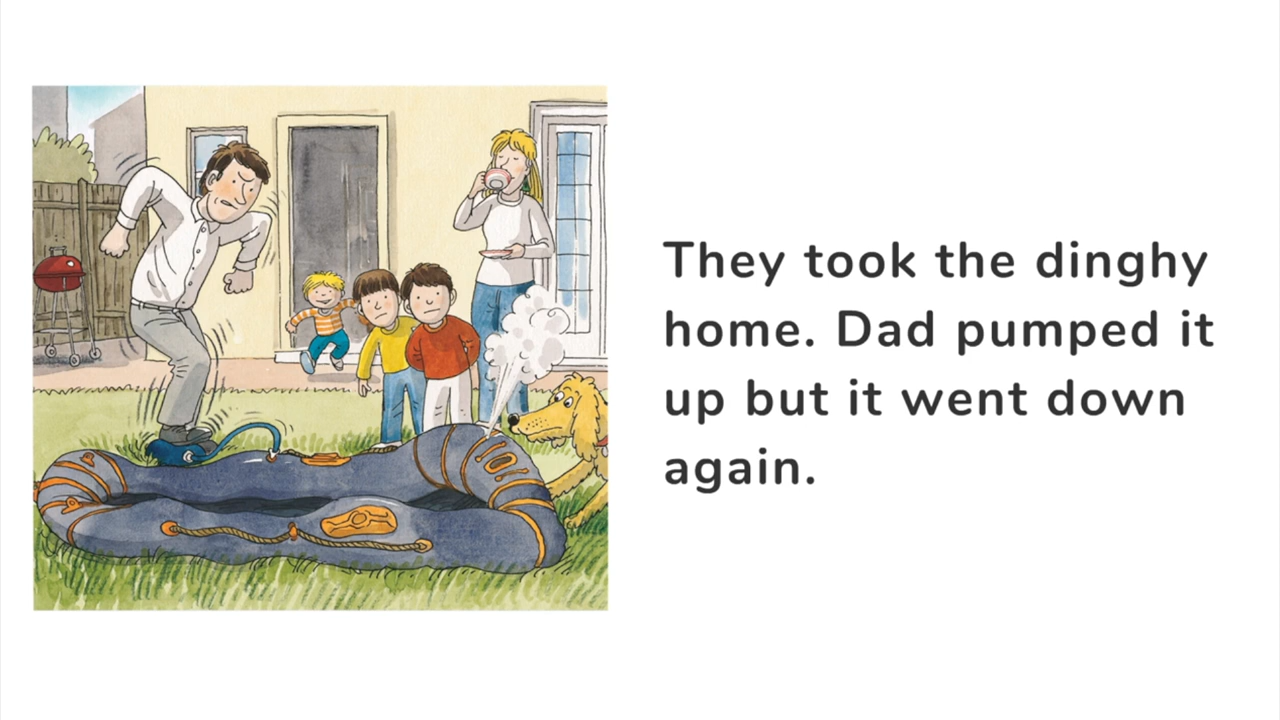 They took the dinghy
home. Dad pumped it
up but it went down
again.